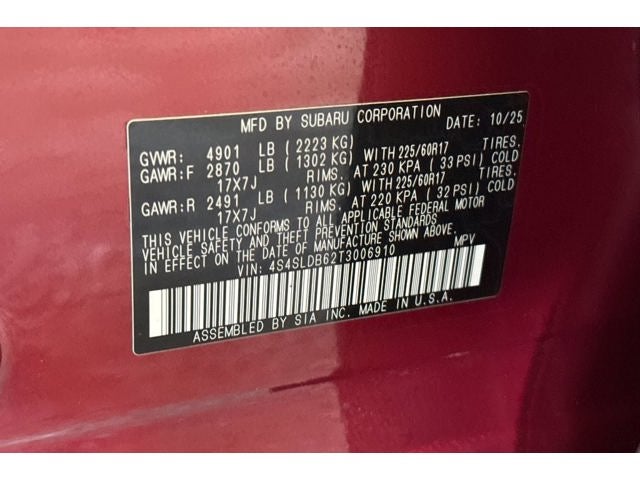 MFD BY SUBARU CORPORATION DATE: 10/25
GVWR: 4901 LB (2223 KG)
GAWR:F 2870 LB (1302 KG) WITH 225/60R17 TIRES.
17X7J RIMS. AT 230 KPA (33 PSI) COLD
GAWR:R 2491 LB (1130 KG) WITH 225/60R17 TIRES.
17X7J RIMS. AT 220 KPA (32 PSI) COLD
THIS VEHICLE CONFORMS TO ALL APPLICABLE FEDERAL MOTOR
VEHICLE SAFETY AND THEFT PREVENTION STANDARDS
IN EFFECT ON THE DATE OF MANUFACTURE SHOWN ABOVE.
VIN: 4S4SLDB62T3006910 MPV
ASSEMBLED BY SIA INC. MADE IN U.S.A.